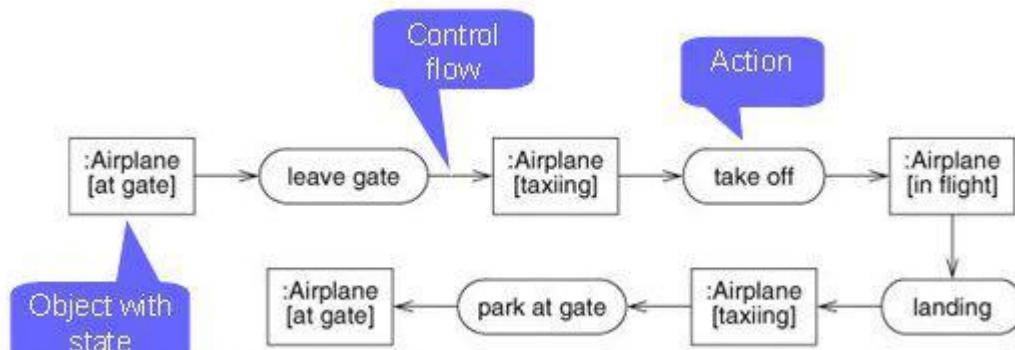 Control
flow
Action
:Airplane
[at gate]
leave gate
:Airplane
[taxiing]
take off
:Airplane
[in flight]
Object with
state
:Airplane
[at gate]
park at gate
:Airplane
[taxiing]
landing